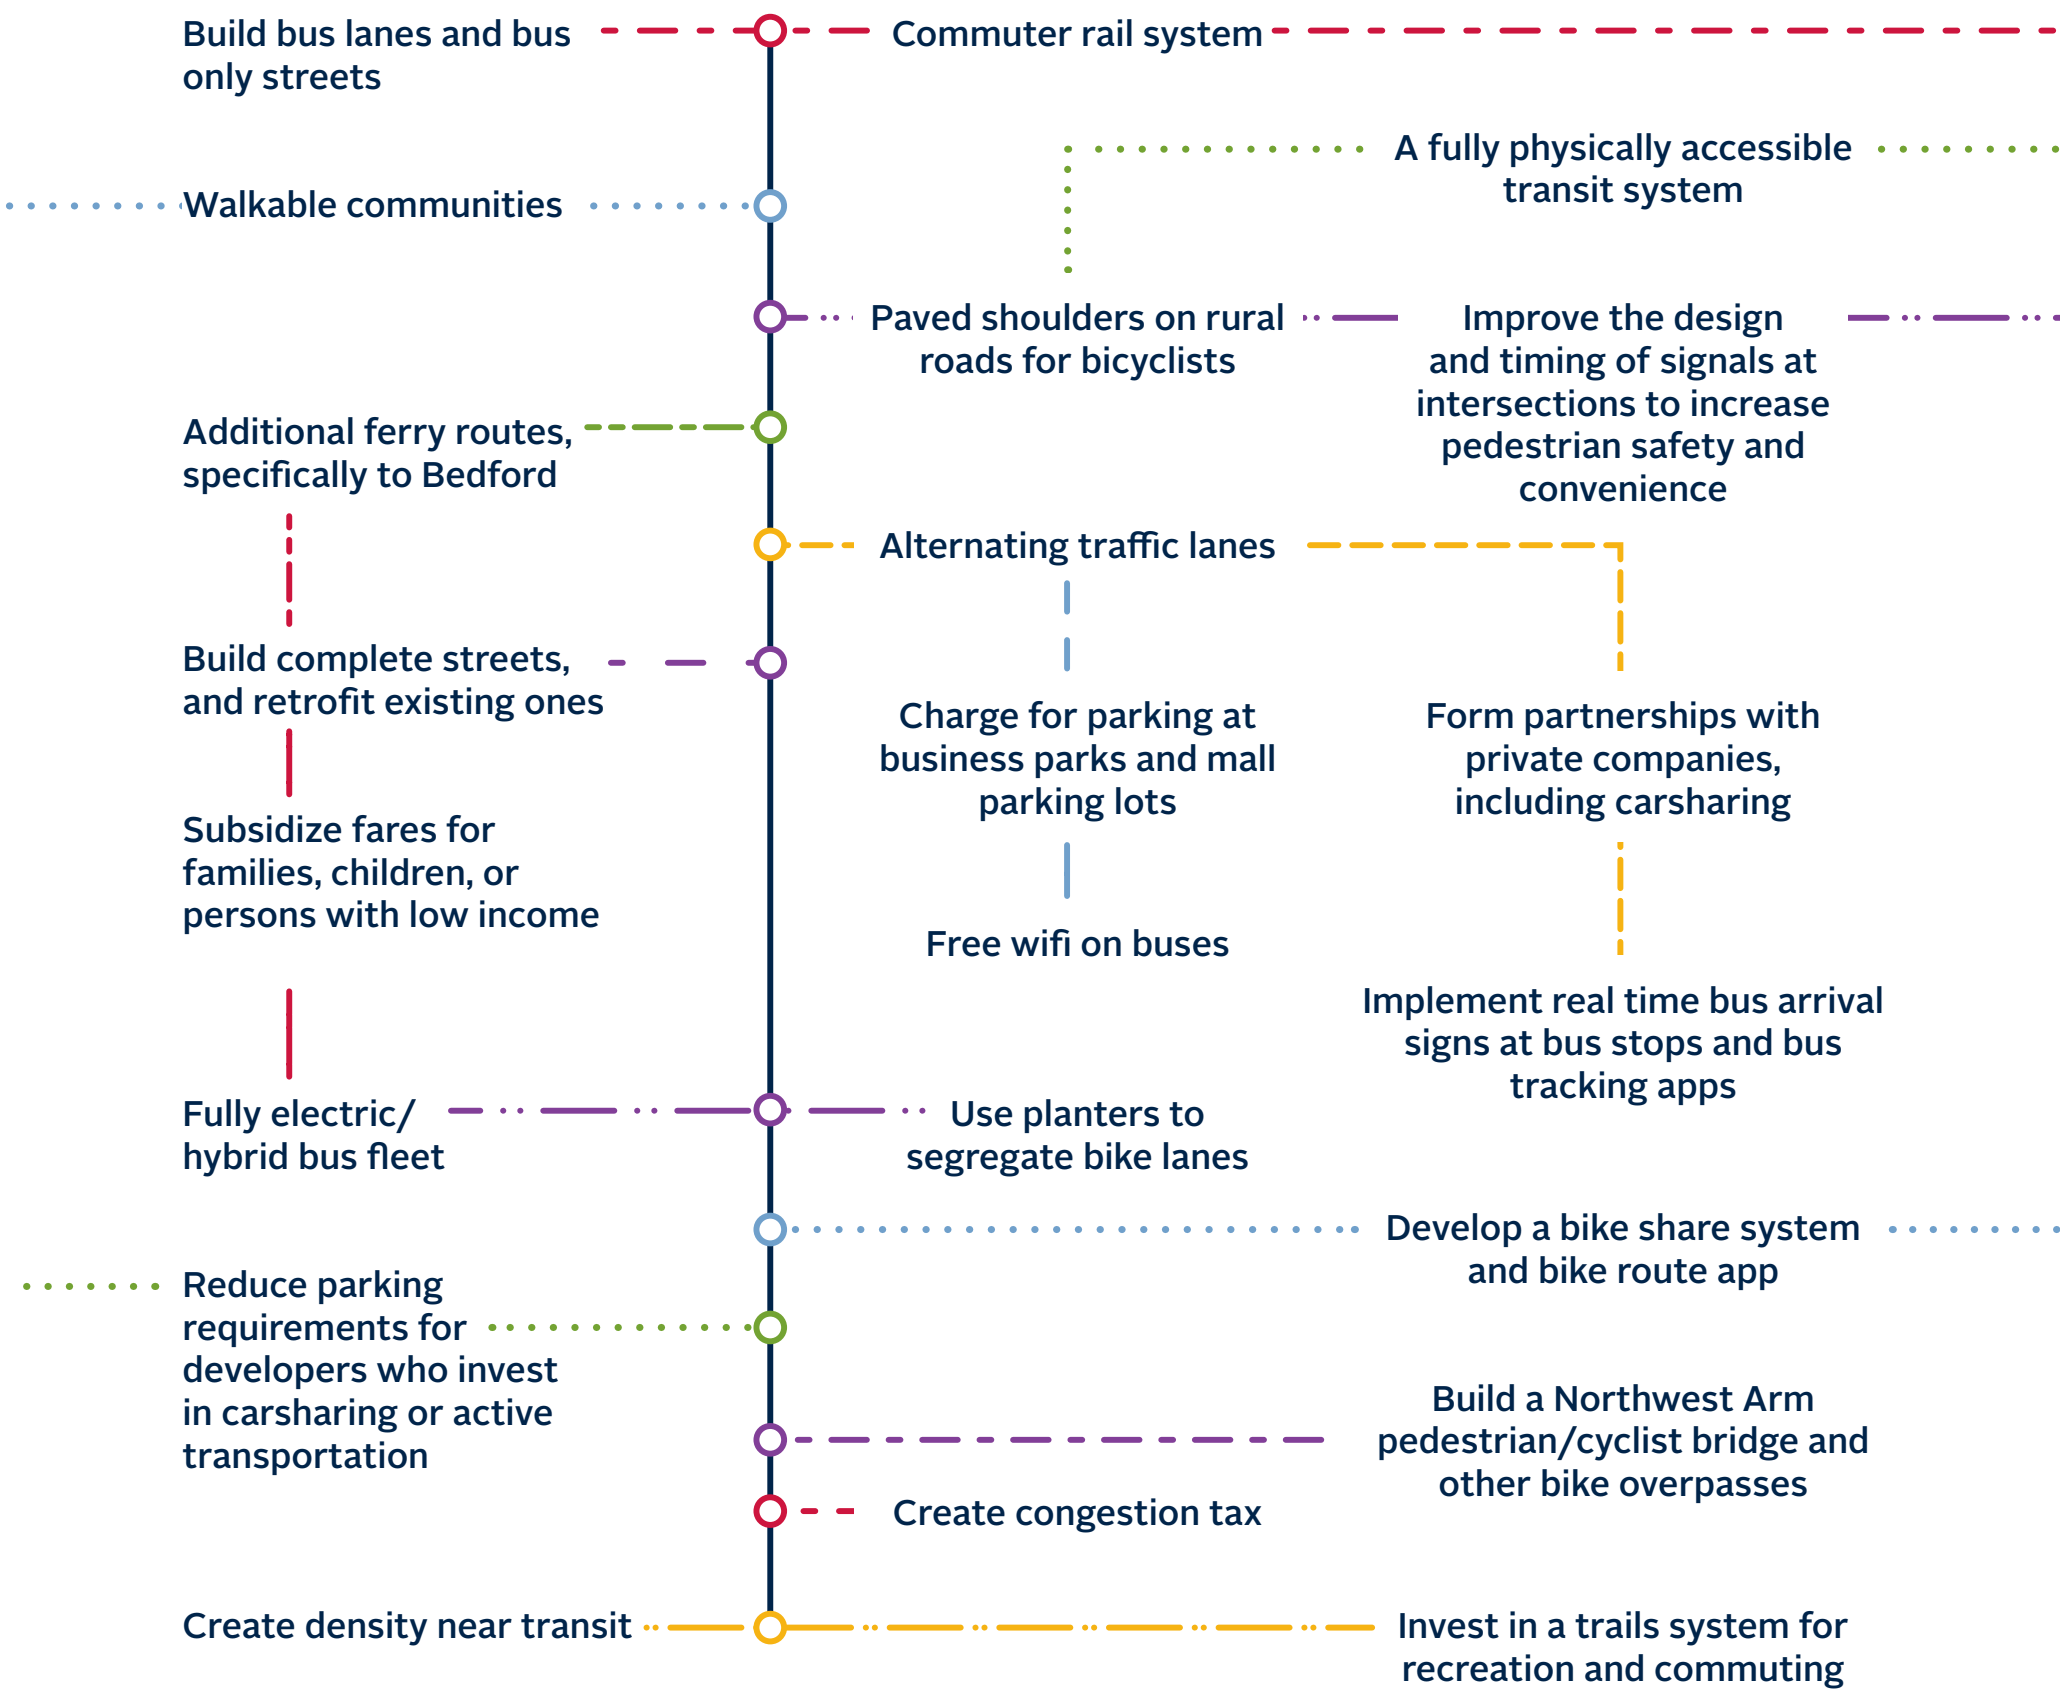 Build bus lanes and bus
only streets
Commuter rail system
A fully physically accessible
transit system
Walkable communities
Paved shoulders on rural
roads for bicyclists
Improve the design
and timing of signals at
intersections to increase
pedestrian safety and
convenience
Additional ferry routes,
specifically to Bedford
Alternating traffic lanes
Build complete streets,
and retrofit existing ones
Charge for parking at
business parks and mall
parking lots
Form partnerships with
private companies,
including carsharing
Subsidize fares for
families, children, or
persons with low income
Free wifi on buses
Implement real time bus arrival
signs at bus stops and bus
tracking apps
Fully electric/
hybrid bus fleet
Use planters to
segregate bike lanes
Develop a bike share system
and bike route app
Reduce parking
requirements for
developers who invest
in carsharing or active
transportation
Build a Northwest Arm
pedestrian/cyclist bridge and
other bike overpasses
Create congestion tax
Create density near transit
Invest in a trails system for
recreation and commuting